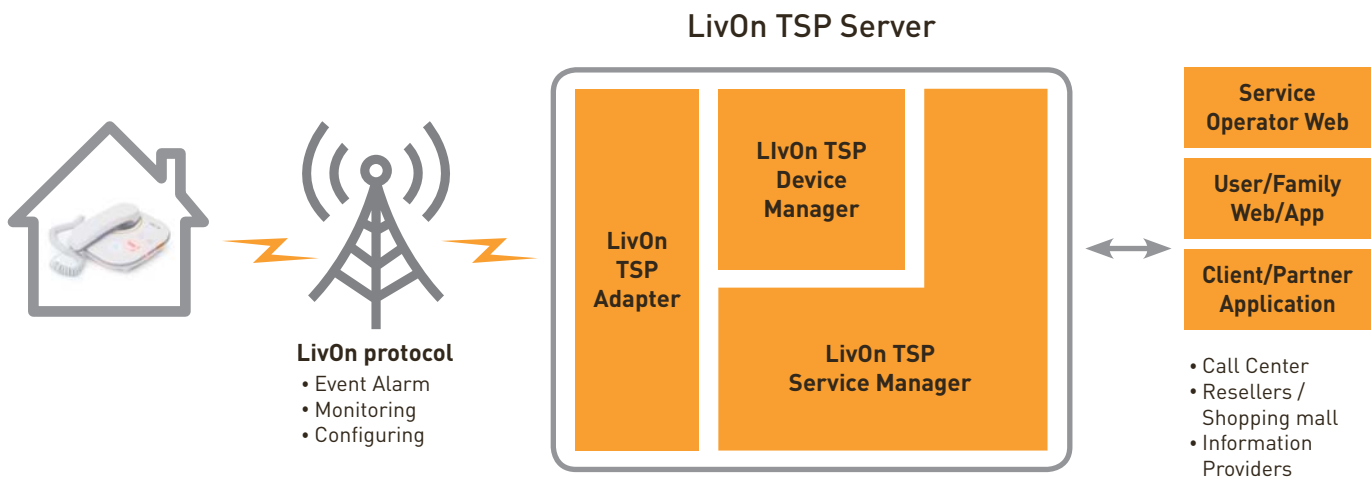 LivOn TSP Server
LivOn protocol
• Event Alarm
• Monitoring
• Configuring
LivOn
TSP
Adapter
LIvOn TSP
Device
Manager
LivOn TSP
Service Manager
Service
Operator Web
User/Family
Web/App
Client/Partner
Application
• Call Center
• Resellers /
Shopping mall
• Information
Providers